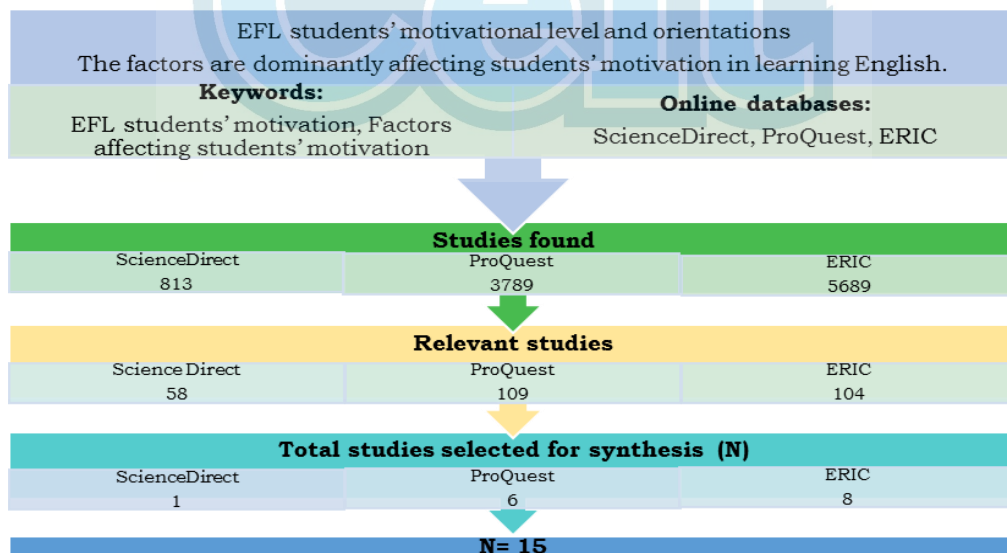 EFL students' motivational level and orientations
The factors are dominantly affecting students' motivation in learning English.
Keywords:
EFL students' motivation, Factors
affecting students' motivation
Online databases:
ScienceDirect, ProQuest, ERIC
Studies found
ScienceDirect ProQuest ERIC
813 3789 5689
Relevant studies
Science Direct ProQuest ERIC
58 109 104
Total studies selected for synthesis (N)
ScienceDirect ProQuest ERIC
1 6 8
N= 15